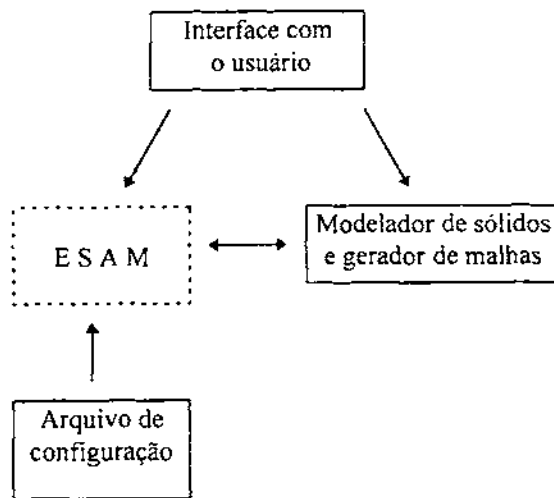 Interface com
o usuário
E S A M
Modelador de sólidos
e gerador de malhas
Arquivo de
configuração